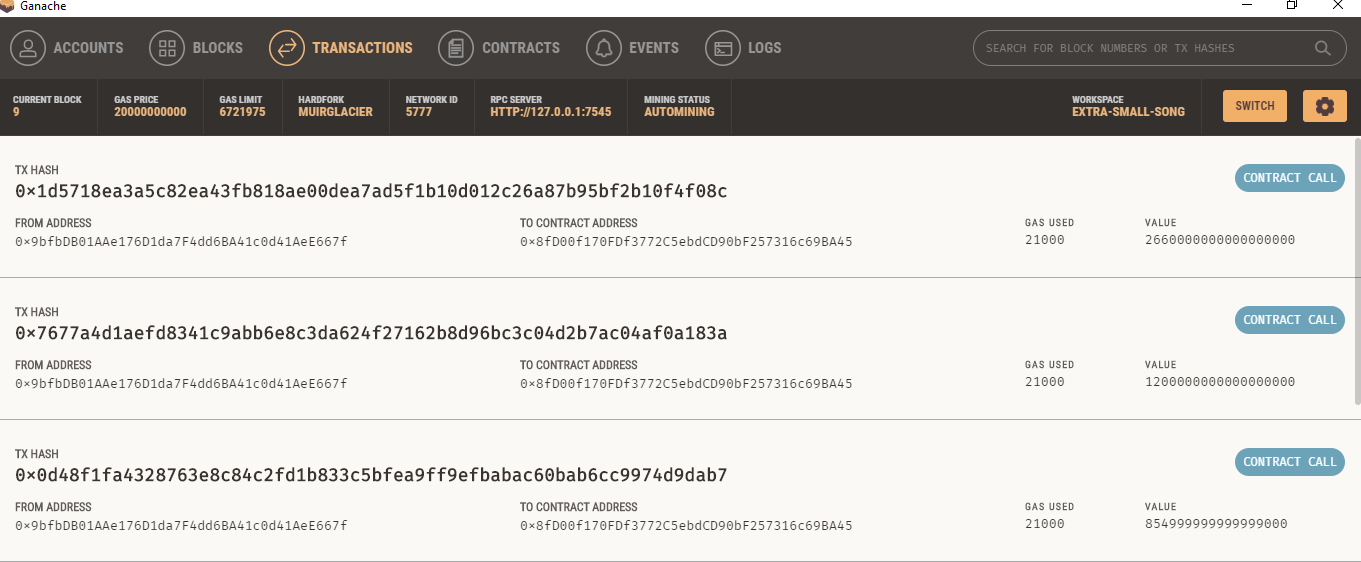 Ganache
ACCOUNTS BLOCKS TRANSACTIONS CONTRACTS EVENTS LOGS SEARCH FOR BLOCK NUMBERS OR TX HASHES
CURRENT BLOCK GAS PRICE GAS LIMIT HARDFORK NETWORK ID RPC SERVER MINING STATUS WORKSPACE SWITCH
9 20000000000 6721975 MUIRGLACIER 5777 HTTP://127.0.0.1:7545 AUTOMINING EXTRA-SMALL-SONG
TX HASH
0×1d5718ea3a5c82ea43fb818ae00dea7ad5f1b10d012c26a87b95bf2b10f4f08c CONTRACT CALL
FROM ADDRESS TO CONTRACT ADDRESS GAS USED VALUE
0×9bfbDB01AAe176D1da7F4dd6BA41c0d41AeE667f 0×8fD00f170FDf3772C5ebdCD90bF257316c69BA45 21000 2660000000000000000
TX HASH
0×7677a4d1aefd8341c9abb6e8c3da624f27162b8d96bc3c04d2b7ac04af0a183a CONTRACT CALL
FROM ADDRESS TO CONTRACT ADDRESS GAS USED VALUE
0×9bfbDB01AAe176D1da7F4dd6BA41c0d41AeE667f 0×8fD00f170FDf3772C5ebdCD90bF257316c69BA45 21000 1200000000000000000
TX HASH
0×0d48f1fa4328763e8c84c2fd1b833c5bfea9ff9efbabac60bab6cc9974d9dab7 CONTRACT CALL
FROM ADDRESS TO CONTRACT ADDRESS GAS USED VALUE
0×9bfbDB01AAe176D1da7F4dd6BA41c0d41AeE667f 0×8fD00f170FDf3772C5ebdCD90bF257316c69BA45 21000 854999999999999000